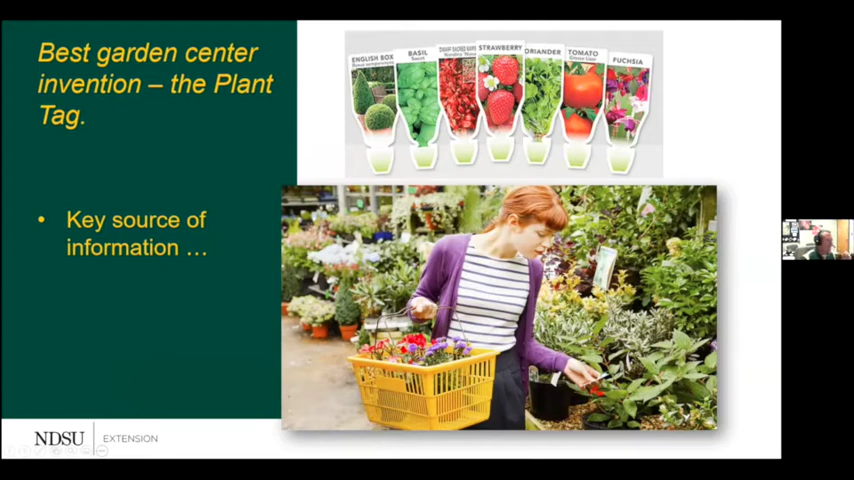 Best garden center
invention – the Plant
Tag.
• Key source of
information …
ENGLISH BOX
BASIL
STRAWBERRY
CORIANDER
TOMATO
FUCHSIA
NDSU EXTENSION